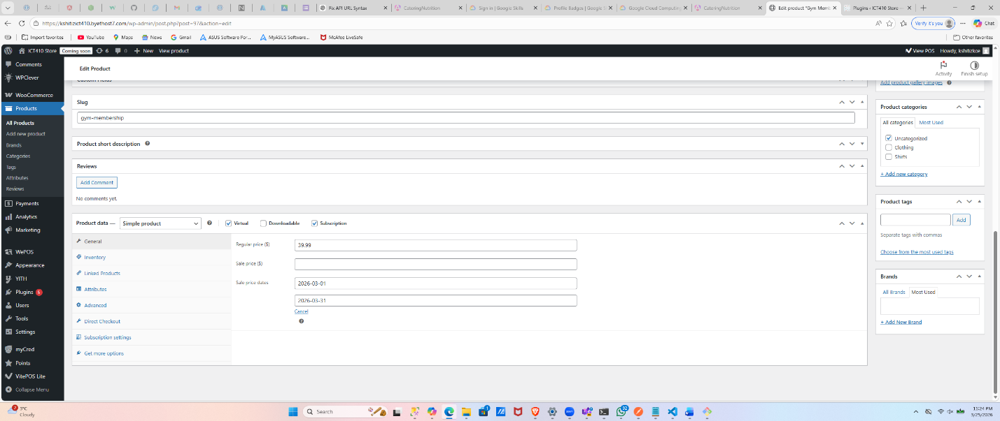 Fix API URL Syntax
CateringNutrition
Sign in | Google Skills
Profile Badges | Google S
Google Cloud Computing
CateringNutrition
Edit product "Gym Memb
Plugins ‹ ICT410 Store —
https://kshitizict410.byethost7.com/wp-admin/post.php?post=97&action=edit
Verify it's you
Chat
Import favorites
YouTube
Maps
News
Gmail
ASUS Software Por...
MyASUS Software...
McAfee LiveSafe
Other favorites
ICT410 Store
Coming soon
6
0
New
View product
View POS
Howdy, kshitizkce
Comments
WPClever
WooCommerce
Products
All Products
Add new product
Brands
Categories
Tags
Attributes
Reviews
Payments
Analytics
Marketing
WePOS
Appearance
YITH
Plugins 5
Users
Tools
Settings
myCred
Points
VitePOS Lite
Collapse Menu
Edit Product
Activity
Finish setup
Custom Fields
Slug
gym-membership
Product short description
Reviews
Add Comment
No comments yet.
Product data —
Simple product
Virtual
Downloadable
Subscription
General
Inventory
Linked Products
Attributes
Advanced
Direct Checkout
Subscription settings
Get more options
Regular price ($)
39.99
Sale price ($)
Sale price dates
2026-03-01
2026-03-31
Cancel
Add product gallery images
Product categories
All categories
Most Used
Uncategorized
Clothing
Shirts
+ Add new category
Product tags
Add
Separate tags with commas
Choose from the most used tags
Brands
All Brands
Most Used
+ Add New Brand
2
3°C
Cloudy
Search
1
92
11:24 PM
3/25/2026